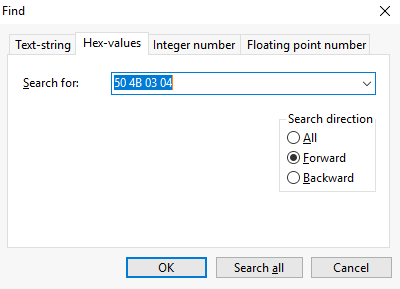 Find
Text-string Hex-values Integer number Floating point number
Search for: 50 4B 03 04
Search direction
All
Forward
Backward
OK Search all Cancel